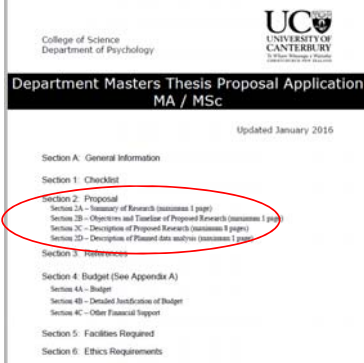 College of Science
Department of Psychology
UC
UNIVERSITY OF
CANTERBURY
Department Masters Thesis Proposal Application
MA / MSc
Updated January 2016
Section A: General Information
Section 1: Checklist
Section 2: Proposal
Section 2A – Summary of Research (maximum 1 page)
Section 2B – Objectives and Timeline of Proposed Research (maximum 1 page)
Section 2C – Description of Proposed Research (maximum 8 pages)
Section 2D – Description of Planned data analysis (maximum 1 page)
Section 3: References
Section 4: Budget (See Appendix A)
Section 4A – Budget
Section 4B – Detailed Justification of Budget
Section 4C – Other Financial Support
Section 5: Facilities Required
Section 6: Ethics Requirements